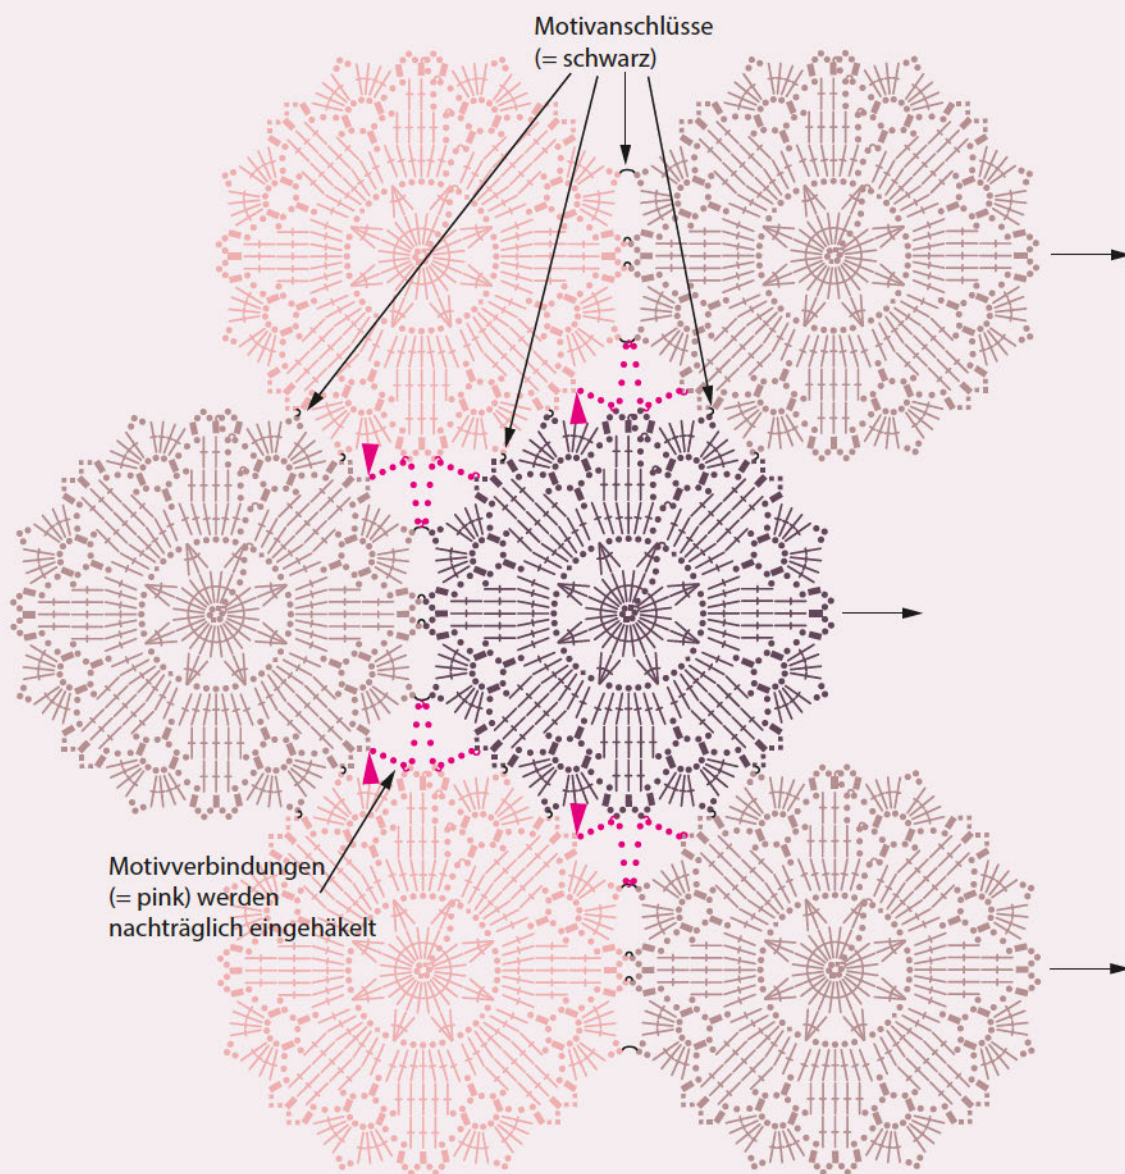 Motivanschlüsse
(= schwarz)
Motivverbindungen
(= pink) werden
nachträglich eingehäkelt